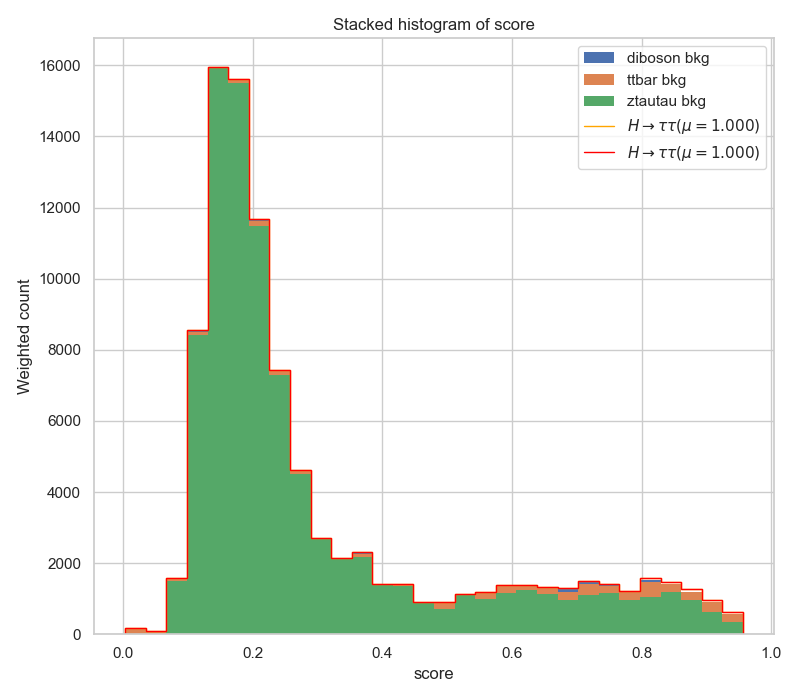 Stacked histogram of score
diboson bkg
ttbar bkg
ztautau bkg
H → ττ(μ = 1.000)
H → ττ(μ = 1.000)
16000
14000
12000
10000
8000
6000
4000
2000
0
Weighted count
0.0 0.2 0.4 0.6 0.8 1.0
score